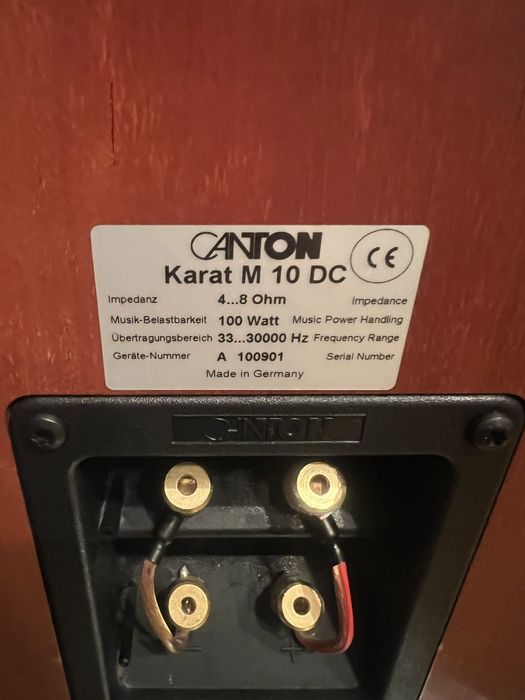 CANTON
CE
Karat M 10 DC
Impedanz 4...8 Ohm Impedance
Musik-Belastbarkeit 100 Watt Music Power Handling
Übertragungsbereich 33...30000 Hz Frequency Range
Geräte-Nummer A 100901 Serial Number
Made in Germany
CANTON
- +